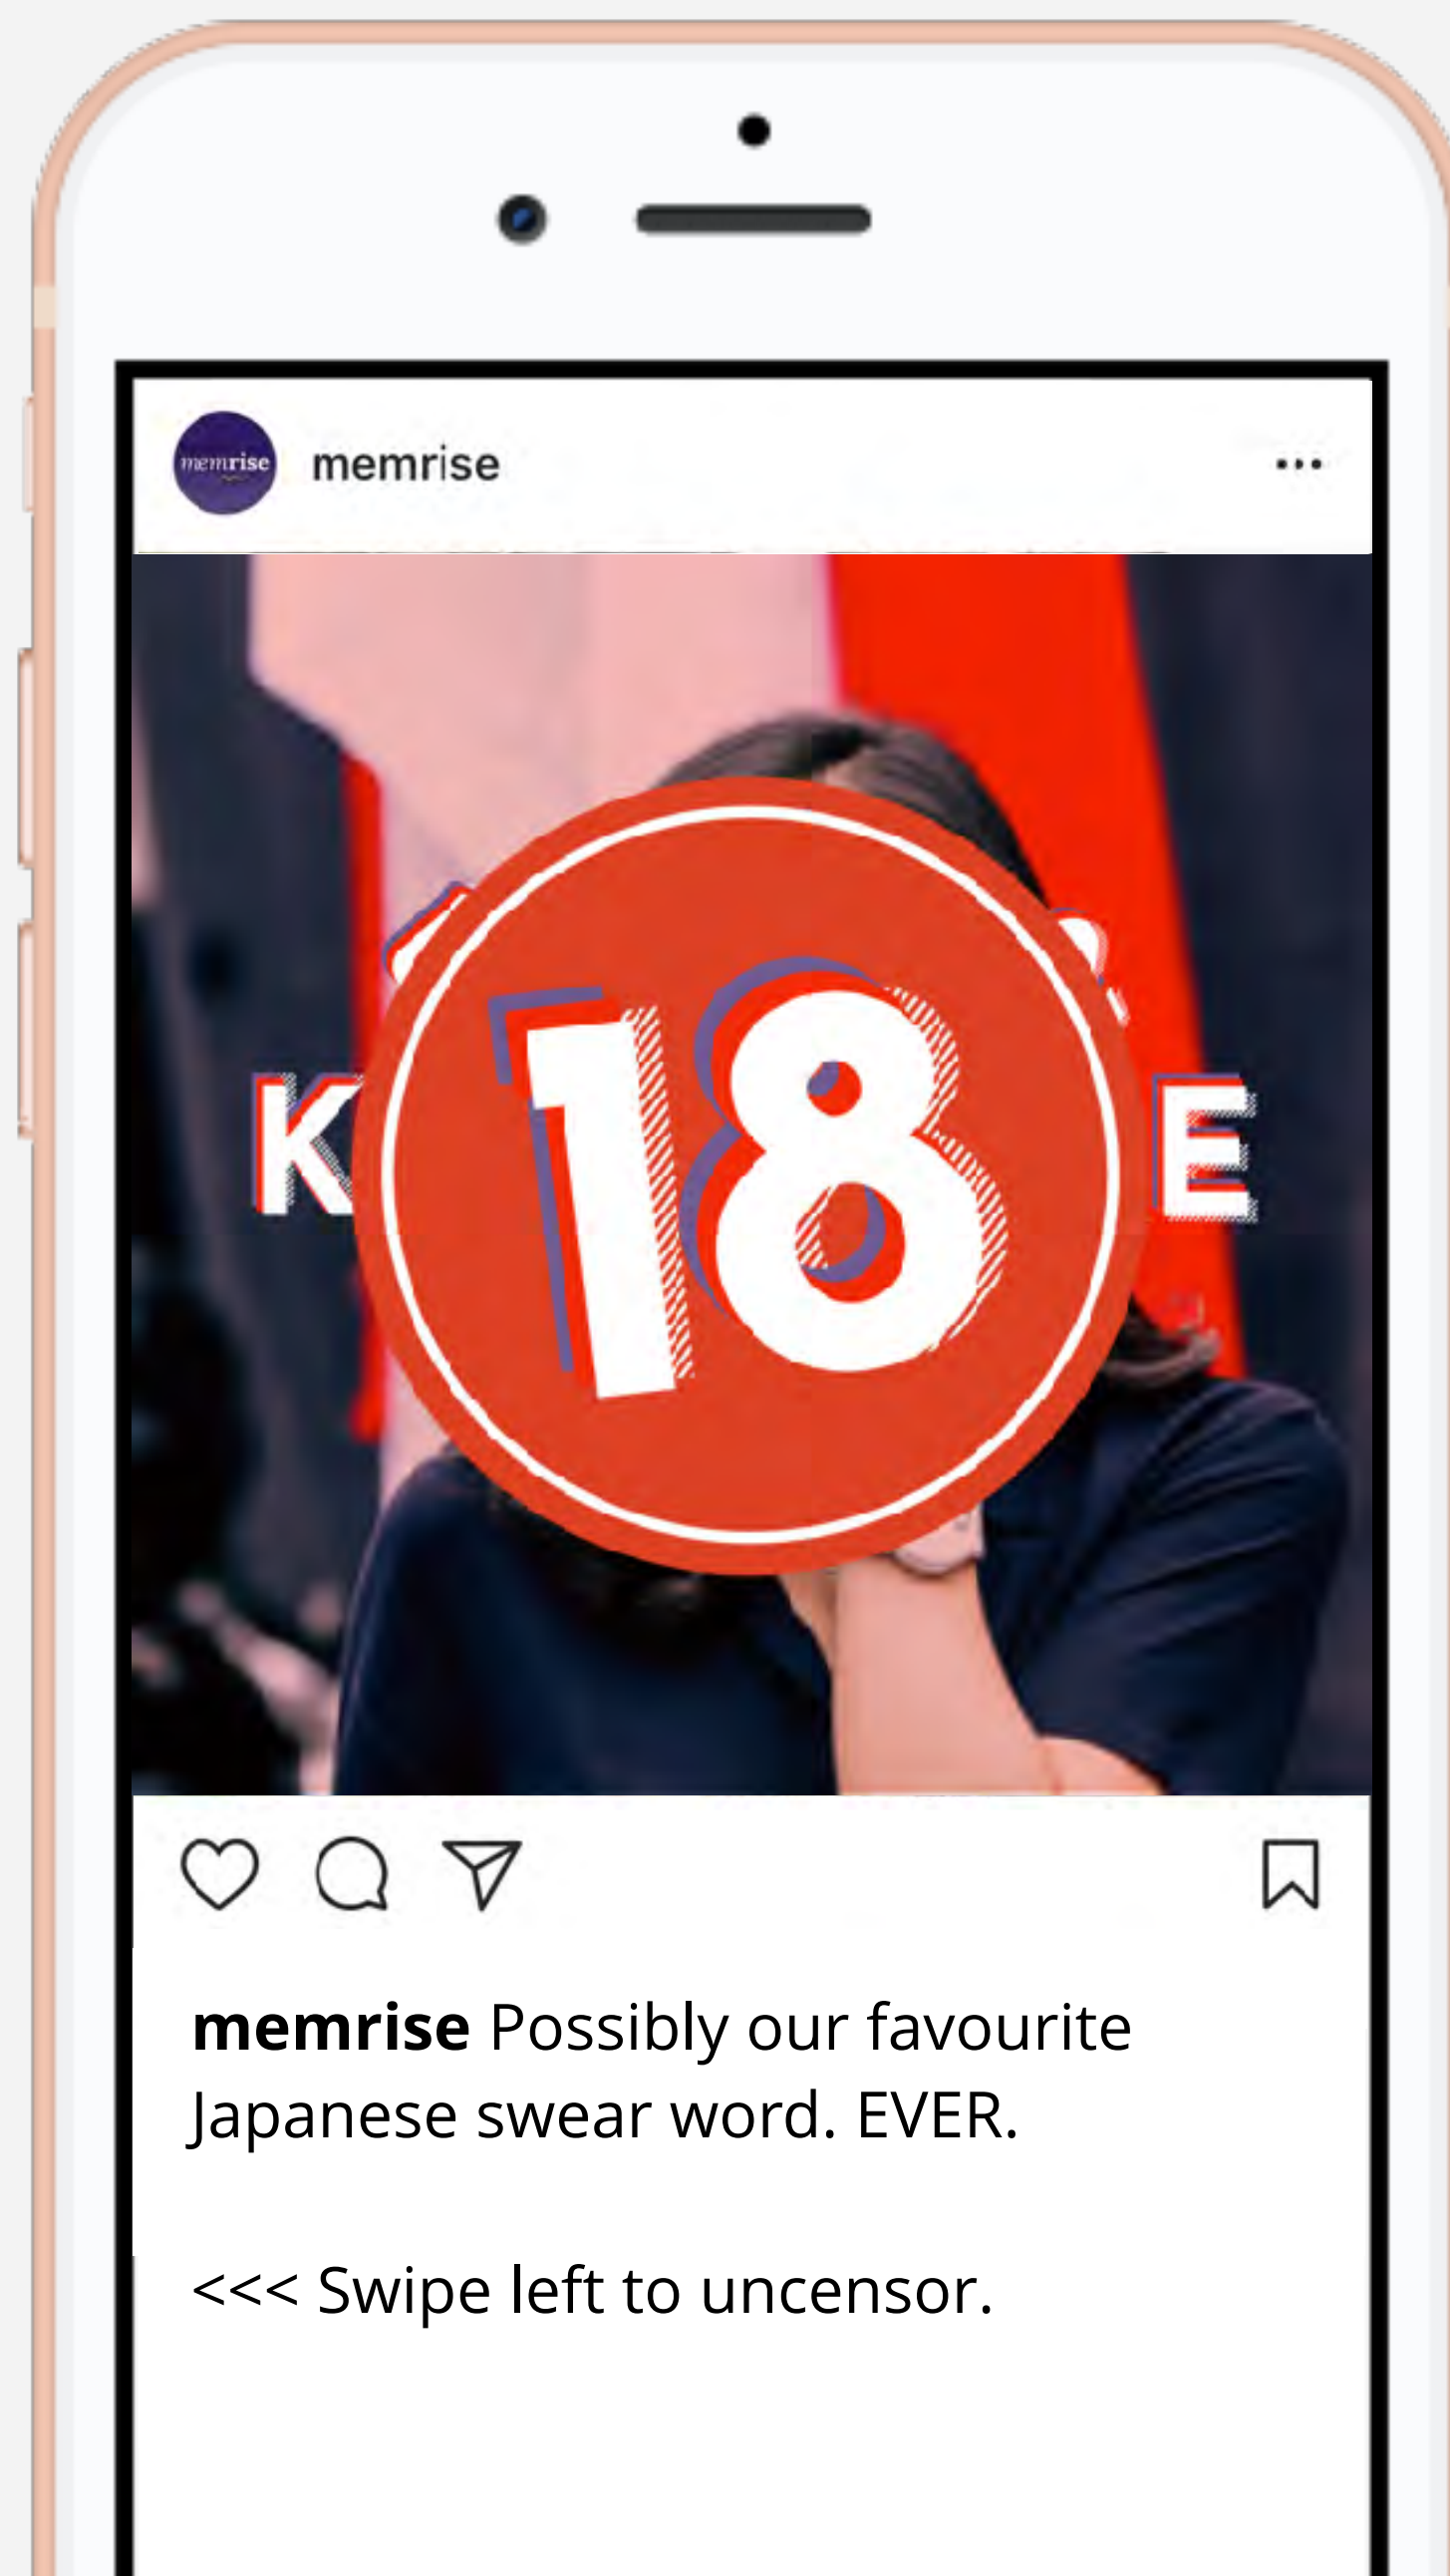 memrise
memrise
K
18
E
memrise Possibly our favourite
Japanese swear word. EVER.
<<< Swipe left to uncensor.